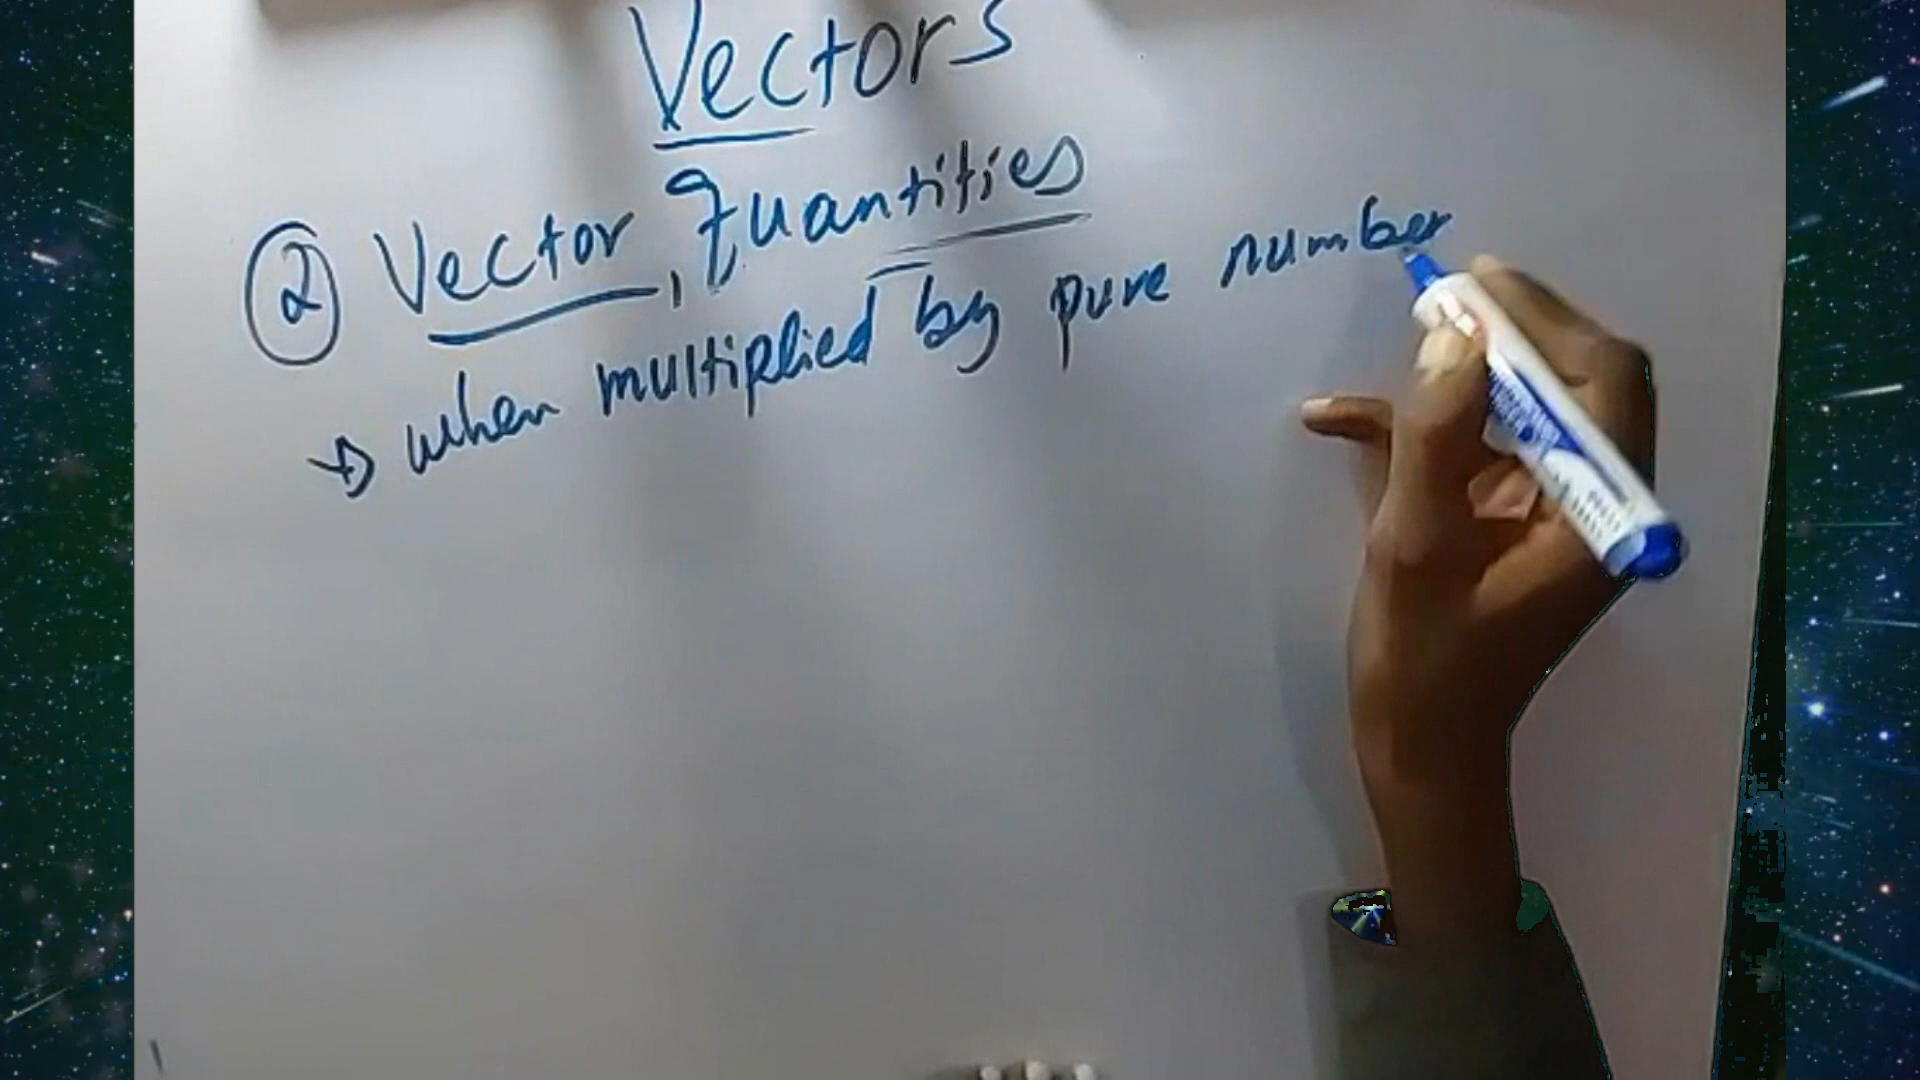 Vectors
② Vector, quantities
→ when multiplied by pure number